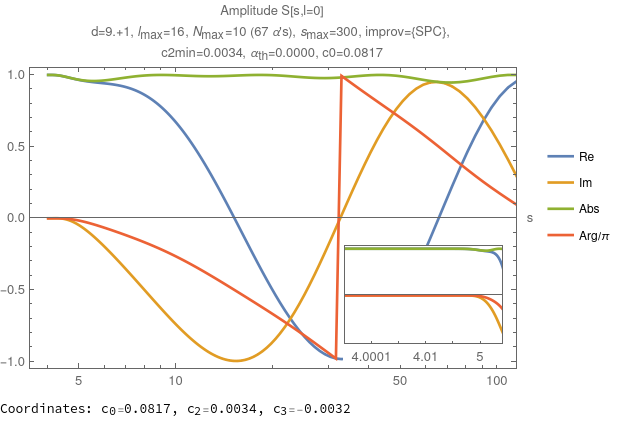 Amplitude S[s,l=0]
d=9.+1, lmax=16, Nmax=10 (67 α's), smax=300, improv={SPC},
c2min=0.0034, αth=0.0000, c0=0.0817
1.0
0.5
0.0
−0.5
−1.0
s
5 10 50 100
4.0001 4.01 5
Re
Im
Abs
Arg/π
Coordinates: c0=0.0817, c2=0.0034, c3=-0.0032